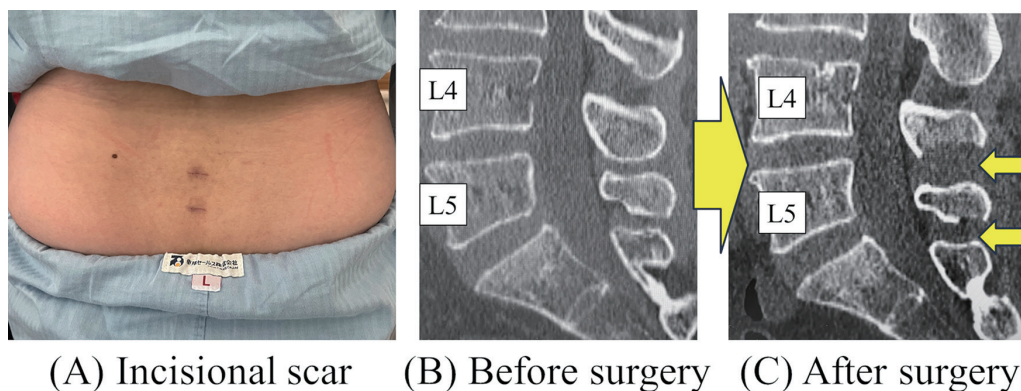 L4
L5
L4
L5
L
(A) Incisional scar
(B) Before surgery
(C) After surgery